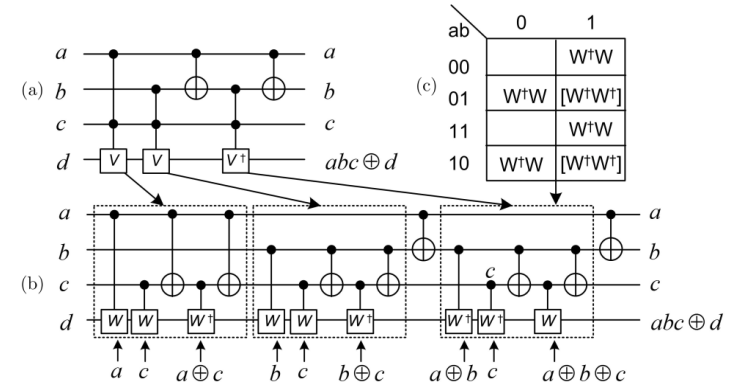 a a
(a) b b
c c
d V V V† abc⊕d
ab 0 1
(c)
00 W†W
01 W†W [W†W†]
11 W†W
10 W†W [W†W†]
a a
b b
(b) c c c
d W W W† W W W† W† W† W abc⊕d
a c a⊕c b c b⊕c a⊕b c a⊕b⊕c